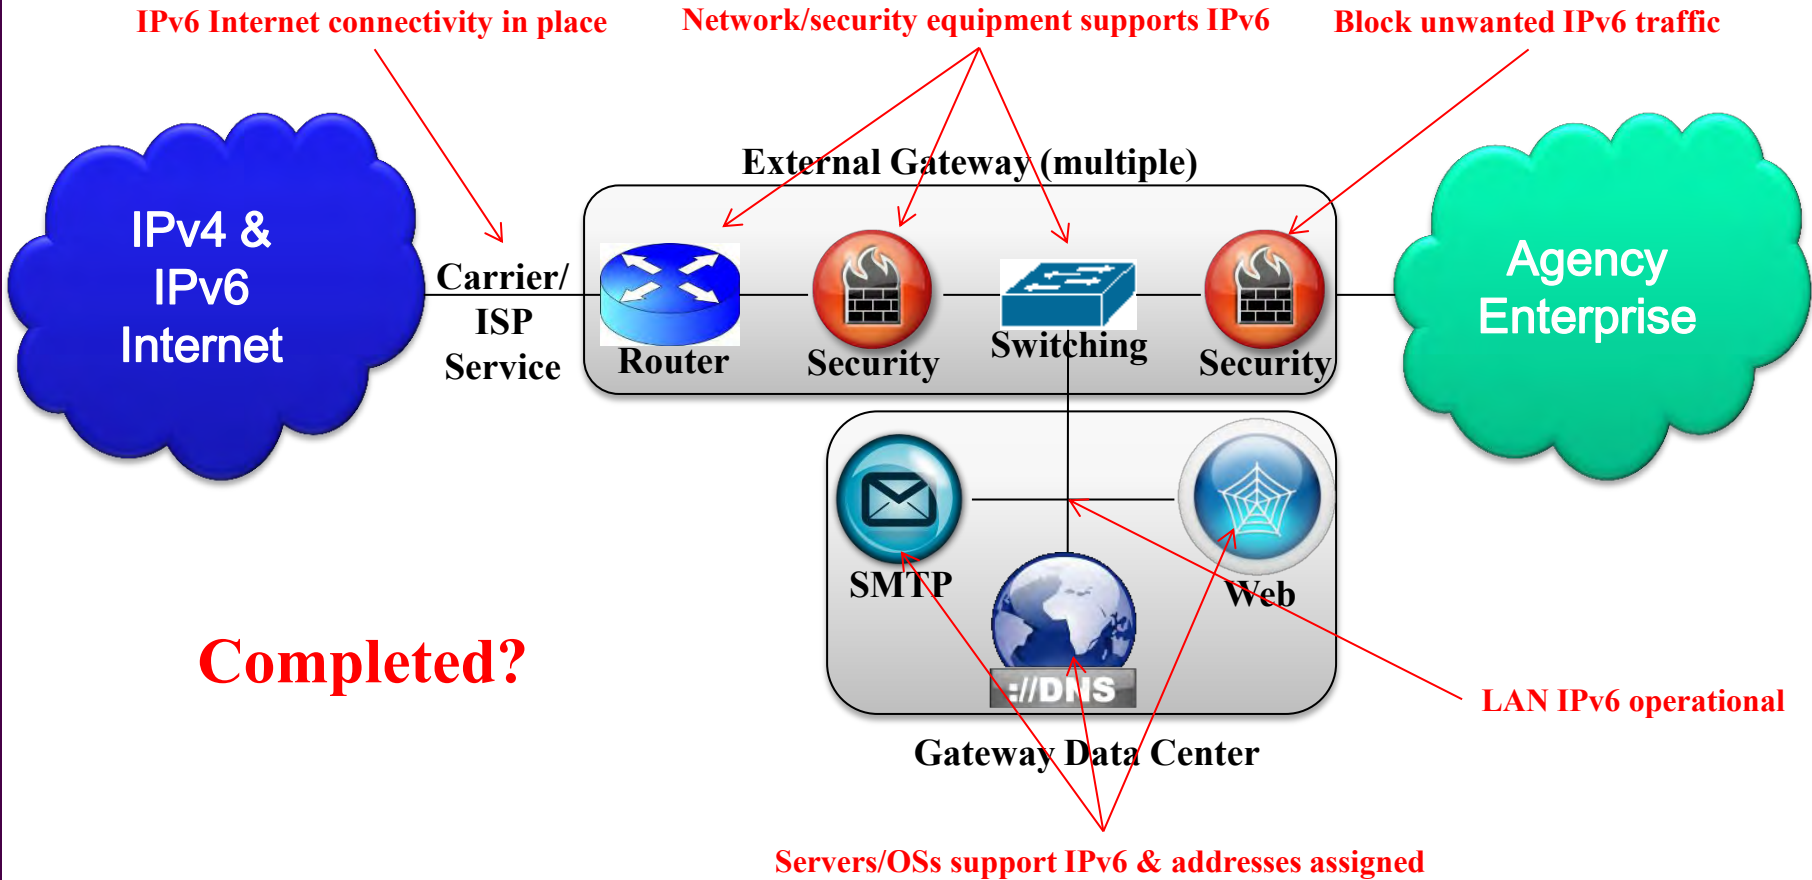 IPv6 Internet connectivity in place
Network/security equipment supports IPv6
Block unwanted IPv6 traffic
External Gateway (multiple)
IPv4 &
IPv6
Internet
Carrier/
ISP
Service
Router
Security
Switching
Security
Agency
Enterprise
SMTP
Web
://DNS
Completed?
LAN IPv6 operational
Gateway Data Center
Servers/OSs support IPv6 & addresses assigned